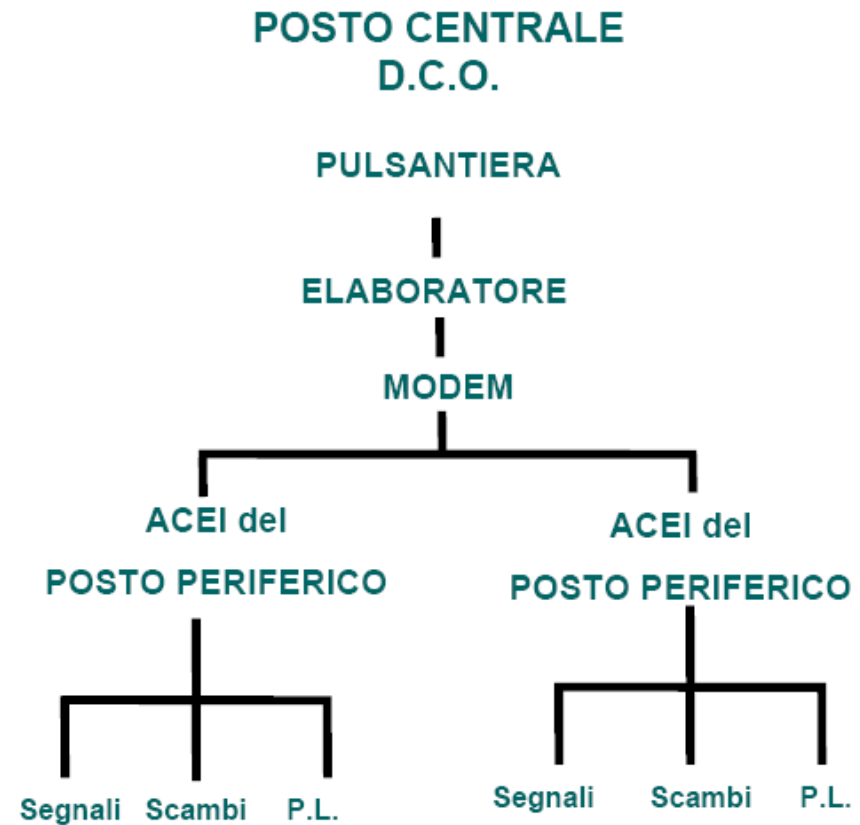 POSTO CENTRALE
D.C.O.
PULSANTIERA
ELABORATORE
MODEM
ACEI del
POSTO PERIFERICO
ACEI del
POSTO PERIFERICO
Segnali Scambi P.L.
Segnali Scambi P.L.